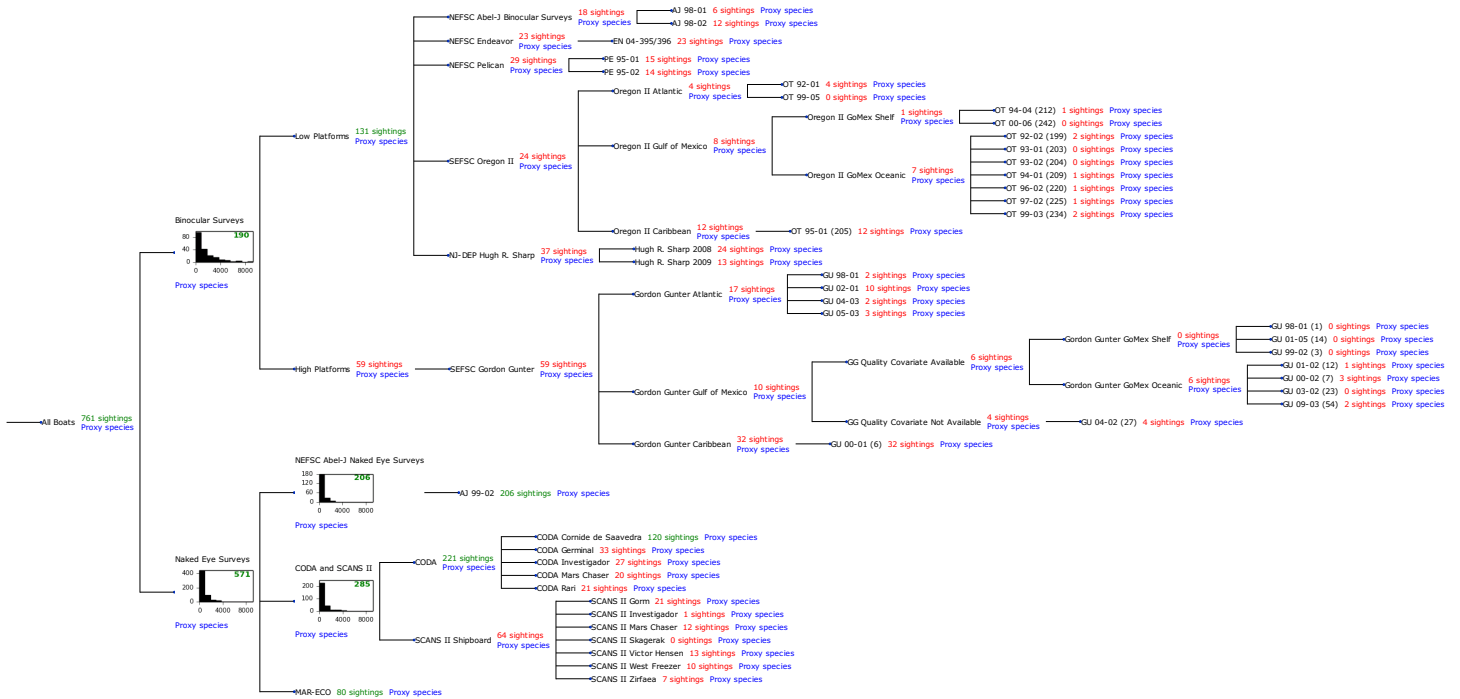 All Boats 761 sightings
Proxy species
Binocular Surveys
190
80
40
0
0 4000 8000
Proxy species
Low Platforms 131 sightings
Proxy species
NEFSC Abel-J Binocular Surveys 18 sightings
Proxy species
AJ 98-01 6 sightings Proxy species
AJ 98-02 12 sightings Proxy species
NEFSC Endeavor 23 sightings
Proxy species
EN 04-395/396 23 sightings Proxy species
NEFSC Pelican 29 sightings
Proxy species
PE 95-01 15 sightings Proxy species
PE 95-02 14 sightings Proxy species
SEFSC Oregon II 24 sightings
Proxy species
Oregon II Atlantic 4 sightings
Proxy species
OT 92-01 4 sightings Proxy species
OT 99-05 0 sightings Proxy species
Oregon II Gulf of Mexico 8 sightings
Proxy species
Oregon II GoMex Shelf 1 sightings
Proxy species
OT 94-04 (212) 1 sightings Proxy species
OT 00-06 (242) 0 sightings Proxy species
Oregon II GoMex Oceanic 7 sightings
Proxy species
OT 92-02 (199) 2 sightings Proxy species
OT 93-01 (203) 0 sightings Proxy species
OT 93-02 (204) 0 sightings Proxy species
OT 94-01 (209) 1 sightings Proxy species
OT 96-02 (220) 1 sightings Proxy species
OT 97-02 (225) 1 sightings Proxy species
OT 99-03 (234) 2 sightings Proxy species
Oregon II Caribbean 12 sightings
Proxy species
OT 95-01 (205) 12 sightings Proxy species
NJ-DEP Hugh R. Sharp 37 sightings
Proxy species
Hugh R. Sharp 2008 24 sightings Proxy species
Hugh R. Sharp 2009 13 sightings Proxy species
High Platforms 59 sightings
Proxy species
SEFSC Gordon Gunter 59 sightings
Proxy species
Gordon Gunter Atlantic 17 sightings
Proxy species
GU 98-01 2 sightings Proxy species
GU 02-01 10 sightings Proxy species
GU 04-03 2 sightings Proxy species
GU 05-03 3 sightings Proxy species
Gordon Gunter Gulf of Mexico 10 sightings
Proxy species
GG Quality Covariate Available 6 sightings
Proxy species
Gordon Gunter GoMex Shelf 0 sightings
Proxy species
GU 98-01 (1) 0 sightings Proxy species
GU 01-05 (14) 0 sightings Proxy species
GU 99-02 (3) 0 sightings Proxy species
Gordon Gunter GoMex Oceanic 6 sightings
Proxy species
GU 01-02 (12) 1 sightings Proxy species
GU 00-02 (7) 3 sightings Proxy species
GU 03-02 (23) 0 sightings Proxy species
GU 09-03 (54) 2 sightings Proxy species
GG Quality Covariate Not Available 4 sightings
Proxy species
GU 04-02 (27) 4 sightings Proxy species
Gordon Gunter Caribbean 32 sightings
Proxy species
GU 00-01 (6) 32 sightings Proxy species
Naked Eye Surveys
571
400
200
0
0 4000 8000
Proxy species
NEFSC Abel-J Naked Eye Surveys
206
180
120
60
0
0 4000 8000
Proxy species
AJ 99-02 206 sightings Proxy species
CODA and SCANS II
285
200
100
0
0 4000 8000
Proxy species
CODA 221 sightings
Proxy species
CODA Cornide de Saavedra 120 sightings Proxy species
CODA Germinal 33 sightings Proxy species
CODA Investigador 27 sightings Proxy species
CODA Mars Chaser 20 sightings Proxy species
CODA Rari 21 sightings Proxy species
SCANS II Shipboard 64 sightings
Proxy species
SCANS II Gorm 21 sightings Proxy species
SCANS II Investigador 1 sightings Proxy species
SCANS II Mars Chaser 12 sightings Proxy species
SCANS II Skagerak 0 sightings Proxy species
SCANS II Victor Hensen 13 sightings Proxy species
SCANS II West Freezer 10 sightings Proxy species
SCANS II Zirfaea 7 sightings Proxy species
MAR-ECO 80 sightings Proxy species